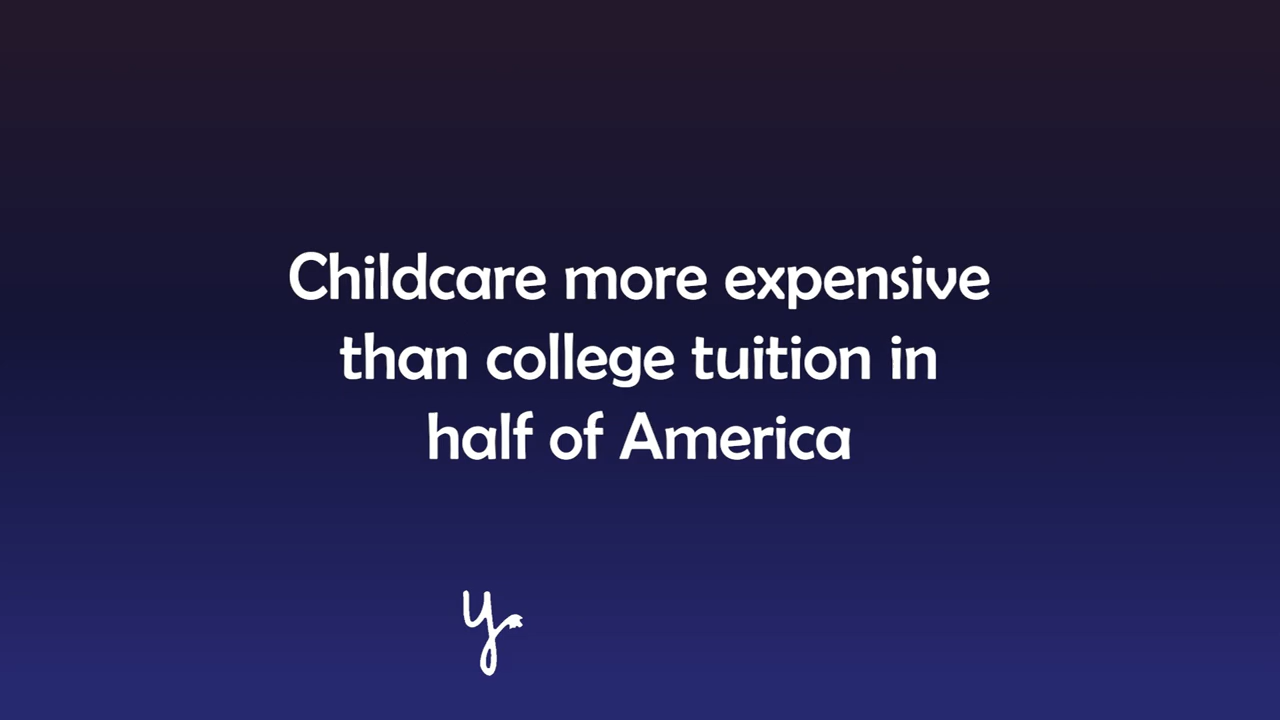 Childcare more expensive
than college tuition in
half of America
y